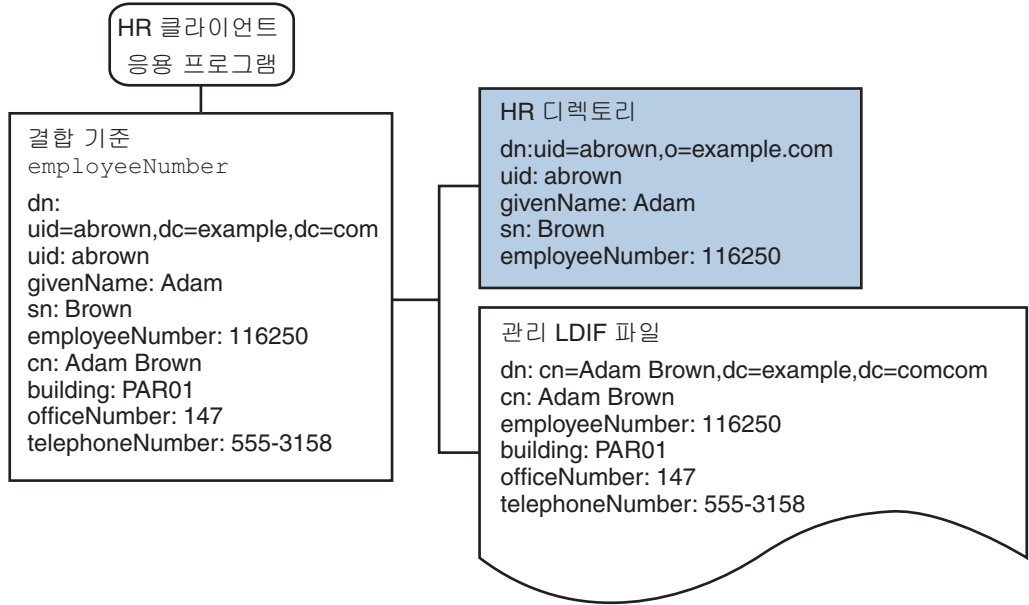 HR 클라이언트
응용 프로그램
결합 기준
employeeNumber
dn:
uid=abrown,dc=example,dc=com
uid: abrown
givenName: Adam
sn: Brown
employeeNumber: 116250
cn: Adam Brown
building: PAR01
officeNumber: 147
telephoneNumber: 555-3158
HR 디렉토리
dn:uid=abrown,o=example.com
uid: abrown
givenName: Adam
sn: Brown
employeeNumber: 116250
관리 LDIF 파일
dn: cn=Adam Brown,dc=example,dc=comcom
cn: Adam Brown
employeeNumber: 116250
building: PAR01
officeNumber: 147
telephoneNumber: 555-3158